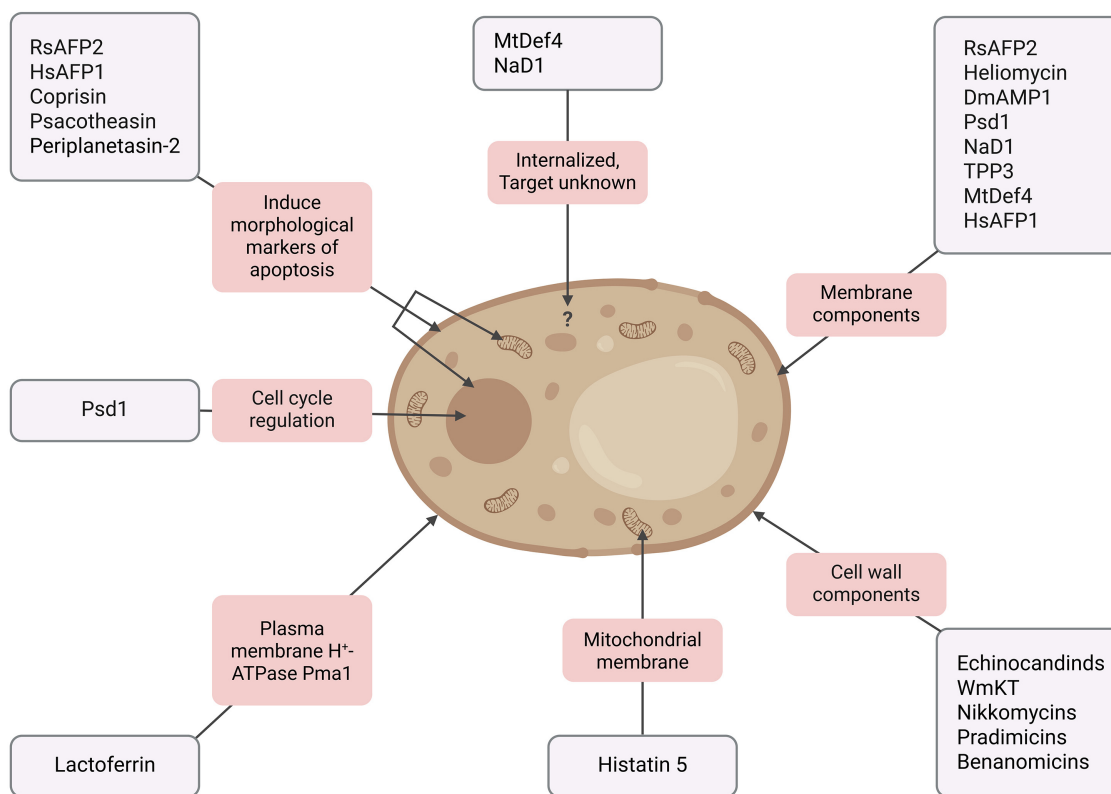 RsAFP2
HsAFP1
Coprisin
Psacotheasin
Periplanetasin-2
MtDef4
NaD1
RsAFP2
Heliomycin
DmAMP1
Psd1
NaD1
TPP3
MtDef4
HsAFP1
Internalized,
Target unknown
Induce
morphological
markers of
apoptosis
Membrane
components
?
Psd1
Cell cycle
regulation
Cell wall
components
Plasma
membrane H⁺-
ATPase Pma1
Mitochondrial
membrane
Echinocandinds
WmKT
Nikkomycins
Pradimicins
Benanomicins
Lactoferrin
Histatin 5